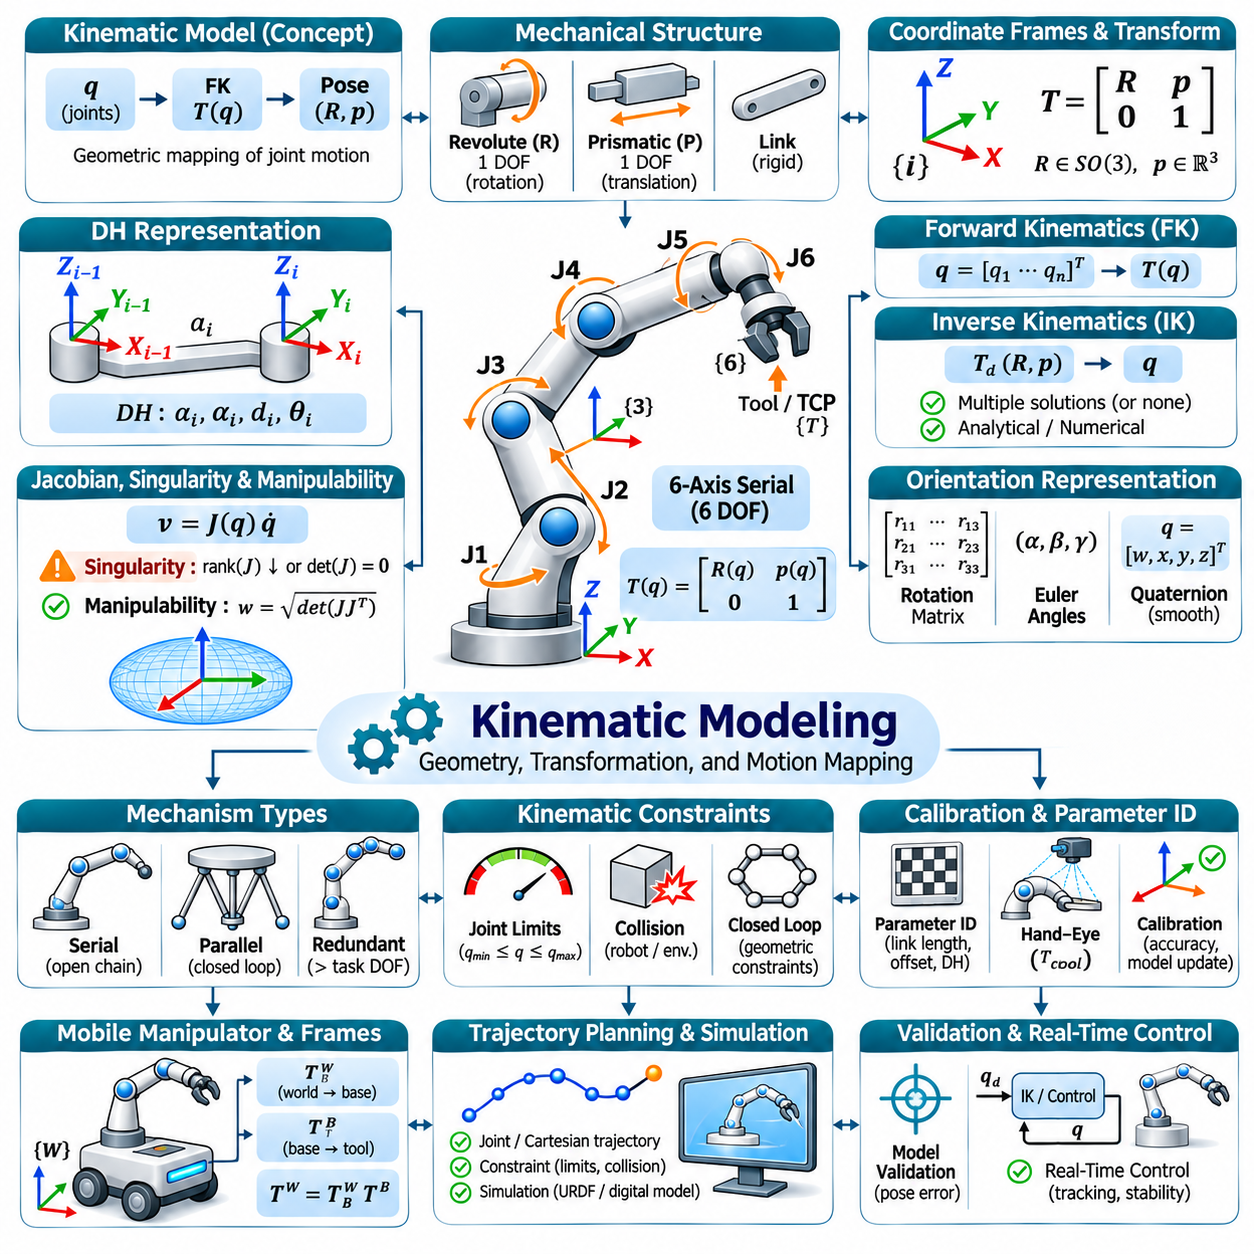 Kinematic Model (Concept)
q
(joints)
FK
T(q)
Pose
(R, p)
Geometric mapping of joint motion
Mechanical Structure
Revolute (R)
1 DOF
(rotation)
Prismatic (P)
1 DOF
(translation)
Link
(rigid)
Coordinate Frames & Transform
Z
Y
X
{i}
T = [R p
0 1]
R ∈ SO(3), p ∈ ℝ³
DH Representation
Z_{i-1}
Y_{i-1}
X_{i-1}
a_i
Z_i
Y_i
X_i
DH : a_i, α_i, d_i, θ_i
J1
J2
J3
J4
J5
J6
{3}
{6}
Tool / TCP
{T}
6-Axis Serial
(6 DOF)
T(q) = [R(q) p(q)
0 1]
Z
Y
X
Forward Kinematics (FK)
q = [q_1 ··· q_n]^T
T(q)
Inverse Kinematics (IK)
T_d (R, p)
q
Multiple solutions (or none)
Analytical / Numerical
Jacobian, Singularity & Manipulability
v = J(q) q̇
Singularity : rank(J) ↓ or det(J) = 0
Manipulability : w = √det(JJ^T)
Orientation Representation
r_11 ··· r_13
r_21 ··· r_23
r_31 ··· r_33
Rotation
Matrix
(α, β, γ)
Euler
Angles
q =
[w, x, y, z]^T
Quaternion
(smooth)
Kinematic Modeling
Geometry, Transformation, and Motion Mapping
Mechanism Types
Serial
(open chain)
Parallel
(closed loop)
Redundant
(> task DOF)
Kinematic Constraints
Joint Limits
(q_min ≤ q ≤ q_max)
Collision
(robot / env.)
Closed Loop
(geometric
constraints)
Calibration & Parameter ID
Parameter ID
(link length,
offset, DH)
Hand–Eye
Calibration
(accuracy,
model update)
Mobile Manipulator & Frames
{W}
T^W_B
(world → base)
T^B_T
(base → tool)
T^W = T^W_B T^B
Trajectory Planning & Simulation
Joint / Cartesian trajectory
Constraint (limits, collision)
Simulation (URDF / digital model)
Validation & Real-Time Control
Model
Validation
(pose error)
q_d
IK / Control
q
Real-Time Control
(tracking, stability)